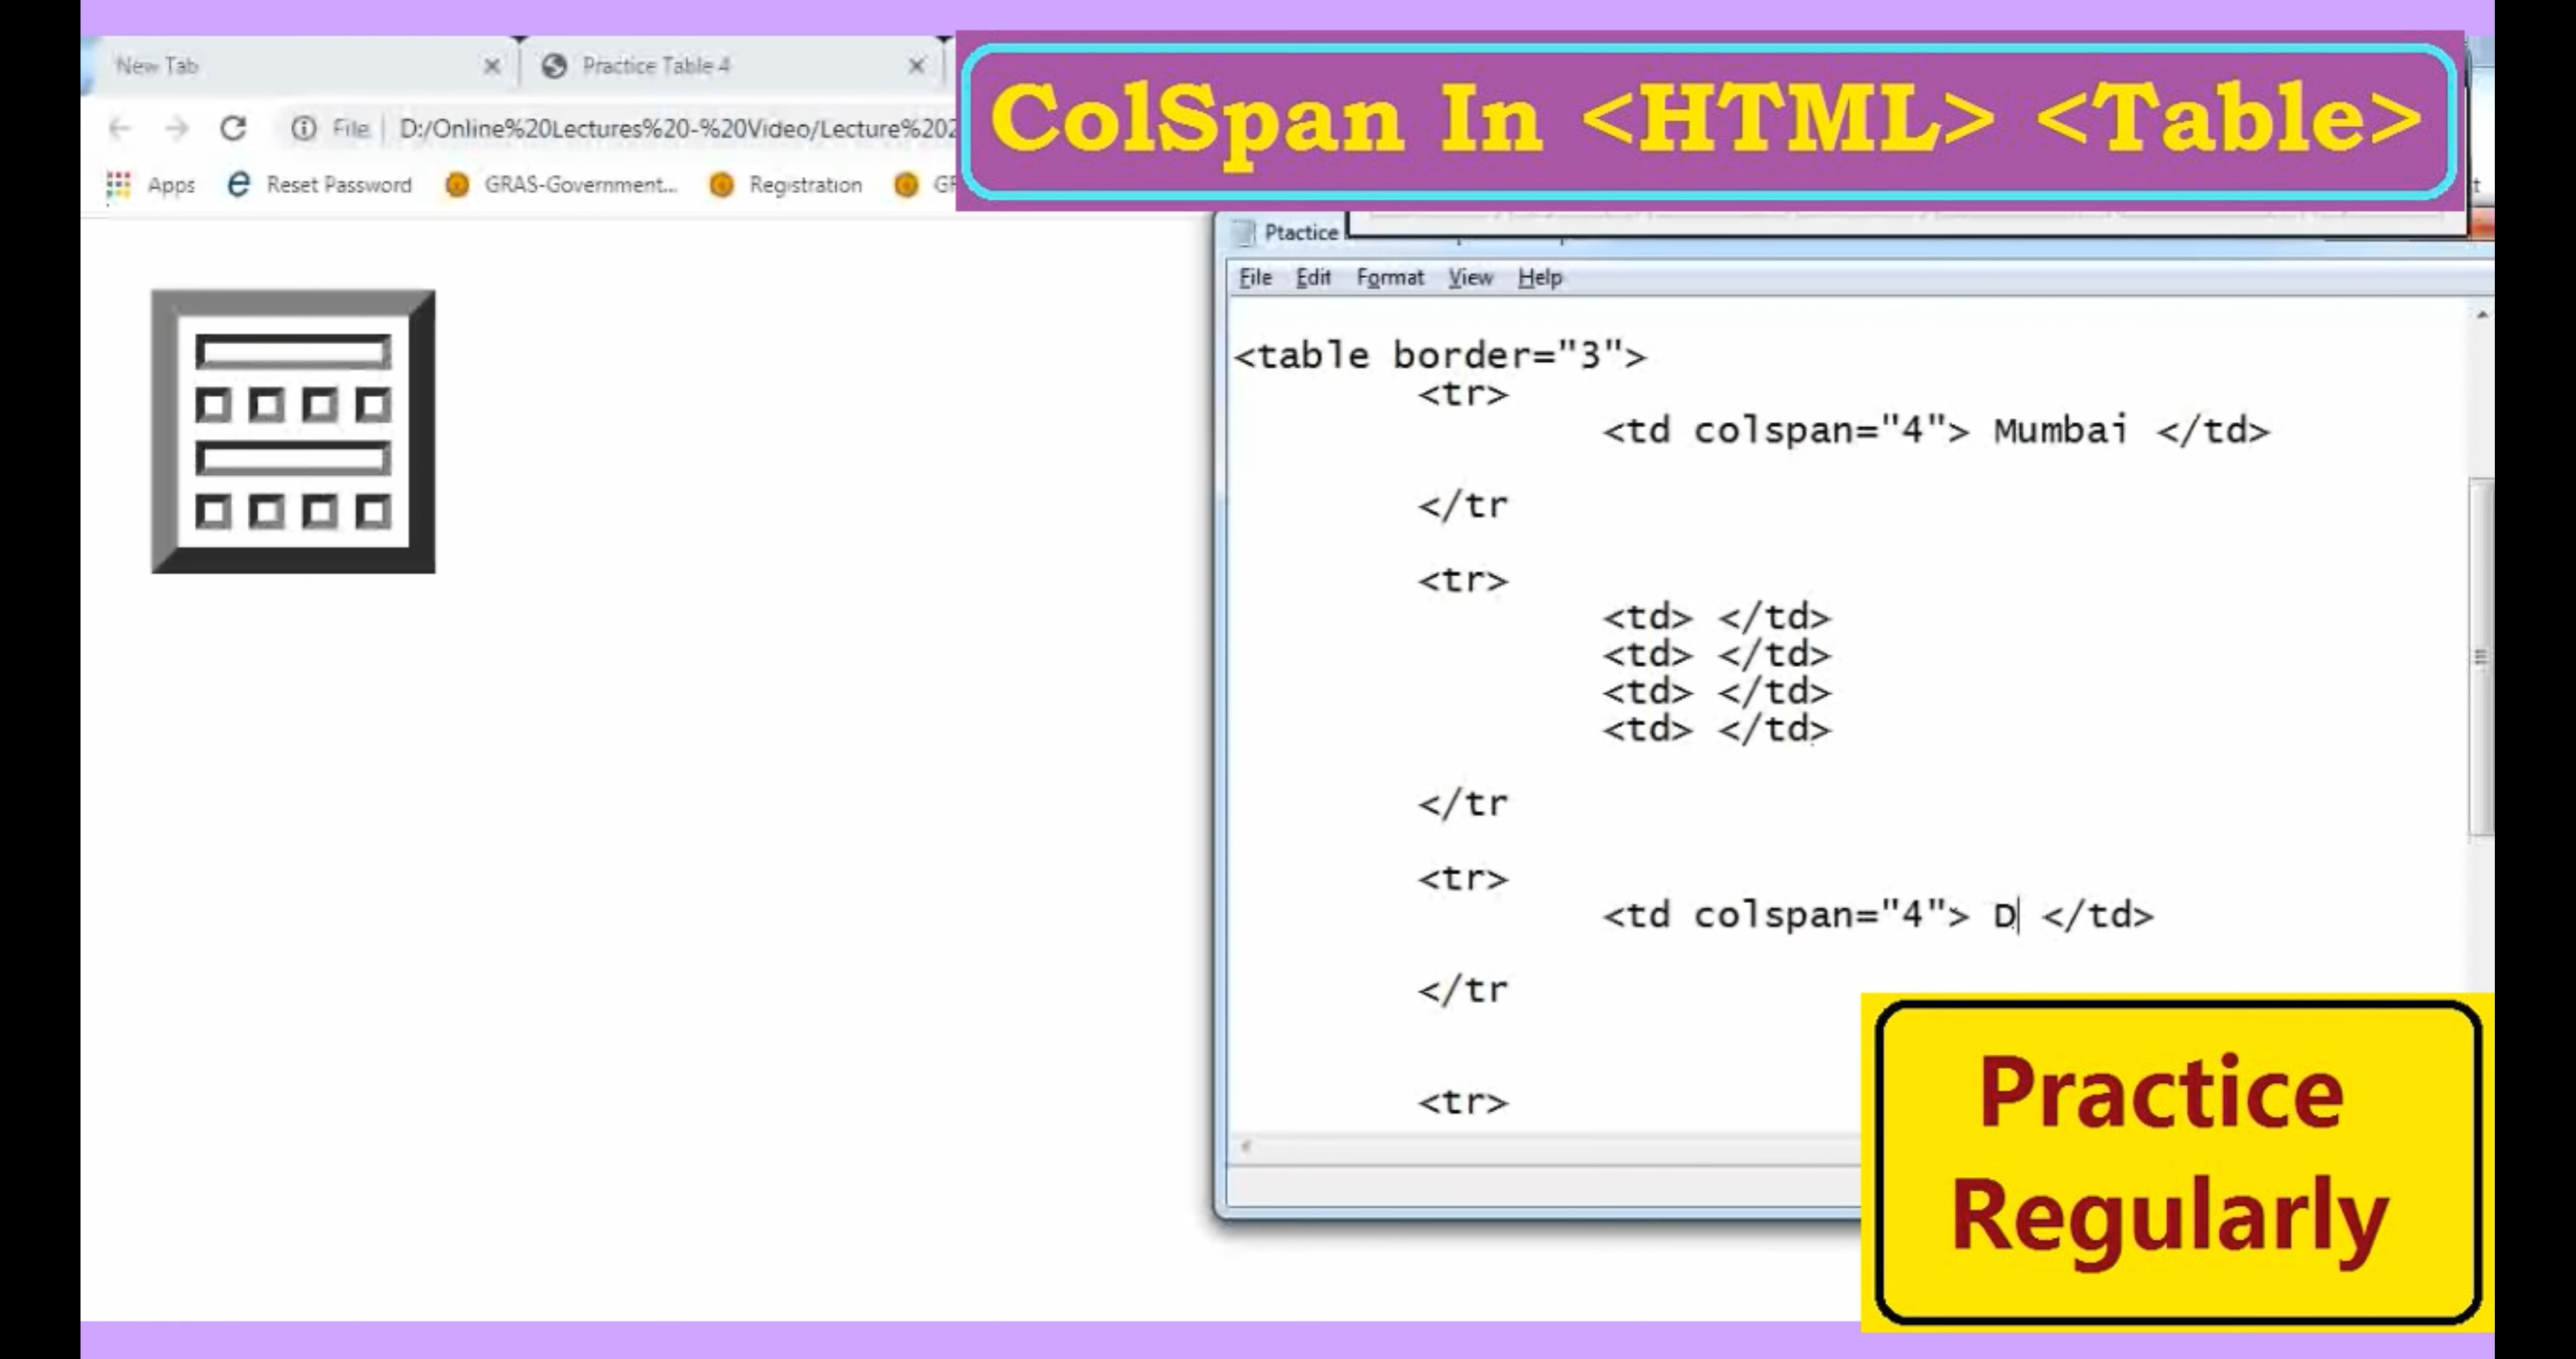 New Tab
Practice Table 4
ColSpan In <HTML> <Table>
File | D:/Online%20Lectures%20-%20Video/Lecture%202
Apps
Reset Password
GRAS-Government...
Registration
Ptactice
File Edit Format View Help
<table border="3">
<tr>
<td colspan="4"> Mumbai </td>
</tr
<tr>
<td> </td>
<td> </td>
<td> </td>
<td> </td>
</tr
<tr>
<td colspan="4"> D </td>
</tr
<tr>
Practice
Regularly